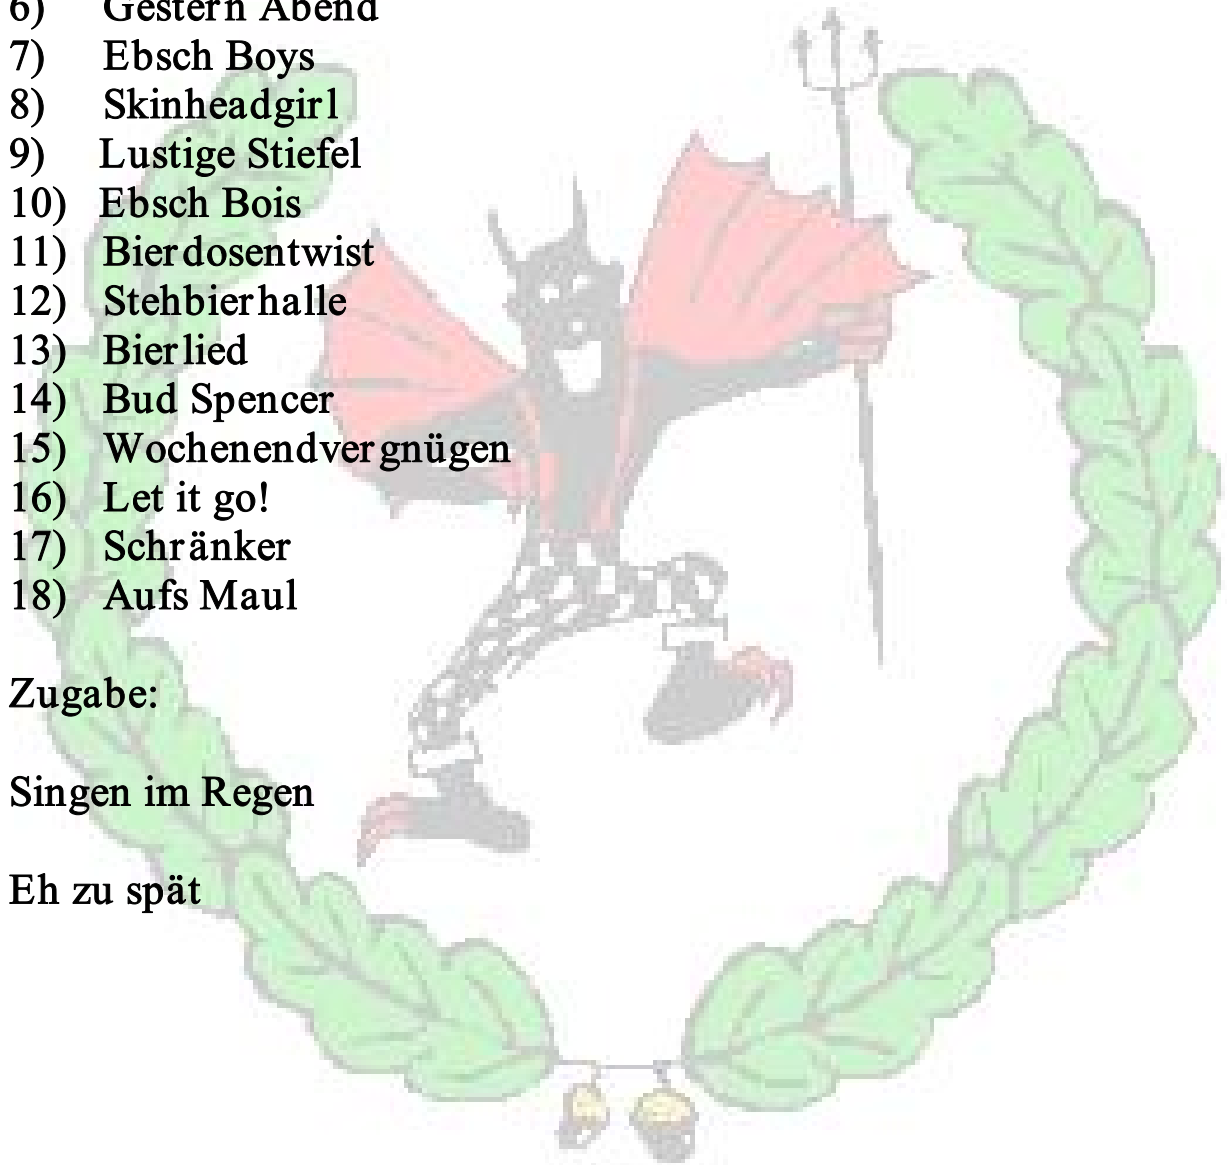 6) Gestern Abend
7) Ebsch Boys
8) Skinheadgirl
9) Lustige Stiefel
10) Ebsch Bois
11) Bierdosentwist
12) Stehbierhalle
13) Bierlied
14) Bud Spencer
15) Wochenendvergnügen
16) Let it go!
17) Schränker
18) Aufs Maul
Zugabe:
Singen im Regen
Eh zu spät